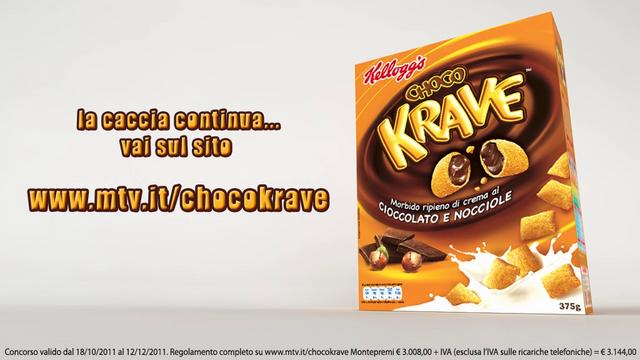 la caccia continua...
vai sul sito
www.mtv.it/chocokrave
Kellogg's
CHOCO
KRAVE™
Morbido ripieno di crema al
CIOCCOLATO E NOCCIOLE
375g
Concorso valido dal 18/10/2011 al 12/12/2011. Regolamento completo su www.mtv.it/chocokrave Montepremi € 3.008,00 + IVA (esclusa l'IVA sulle ricariche telefoniche) = € 3.144,00